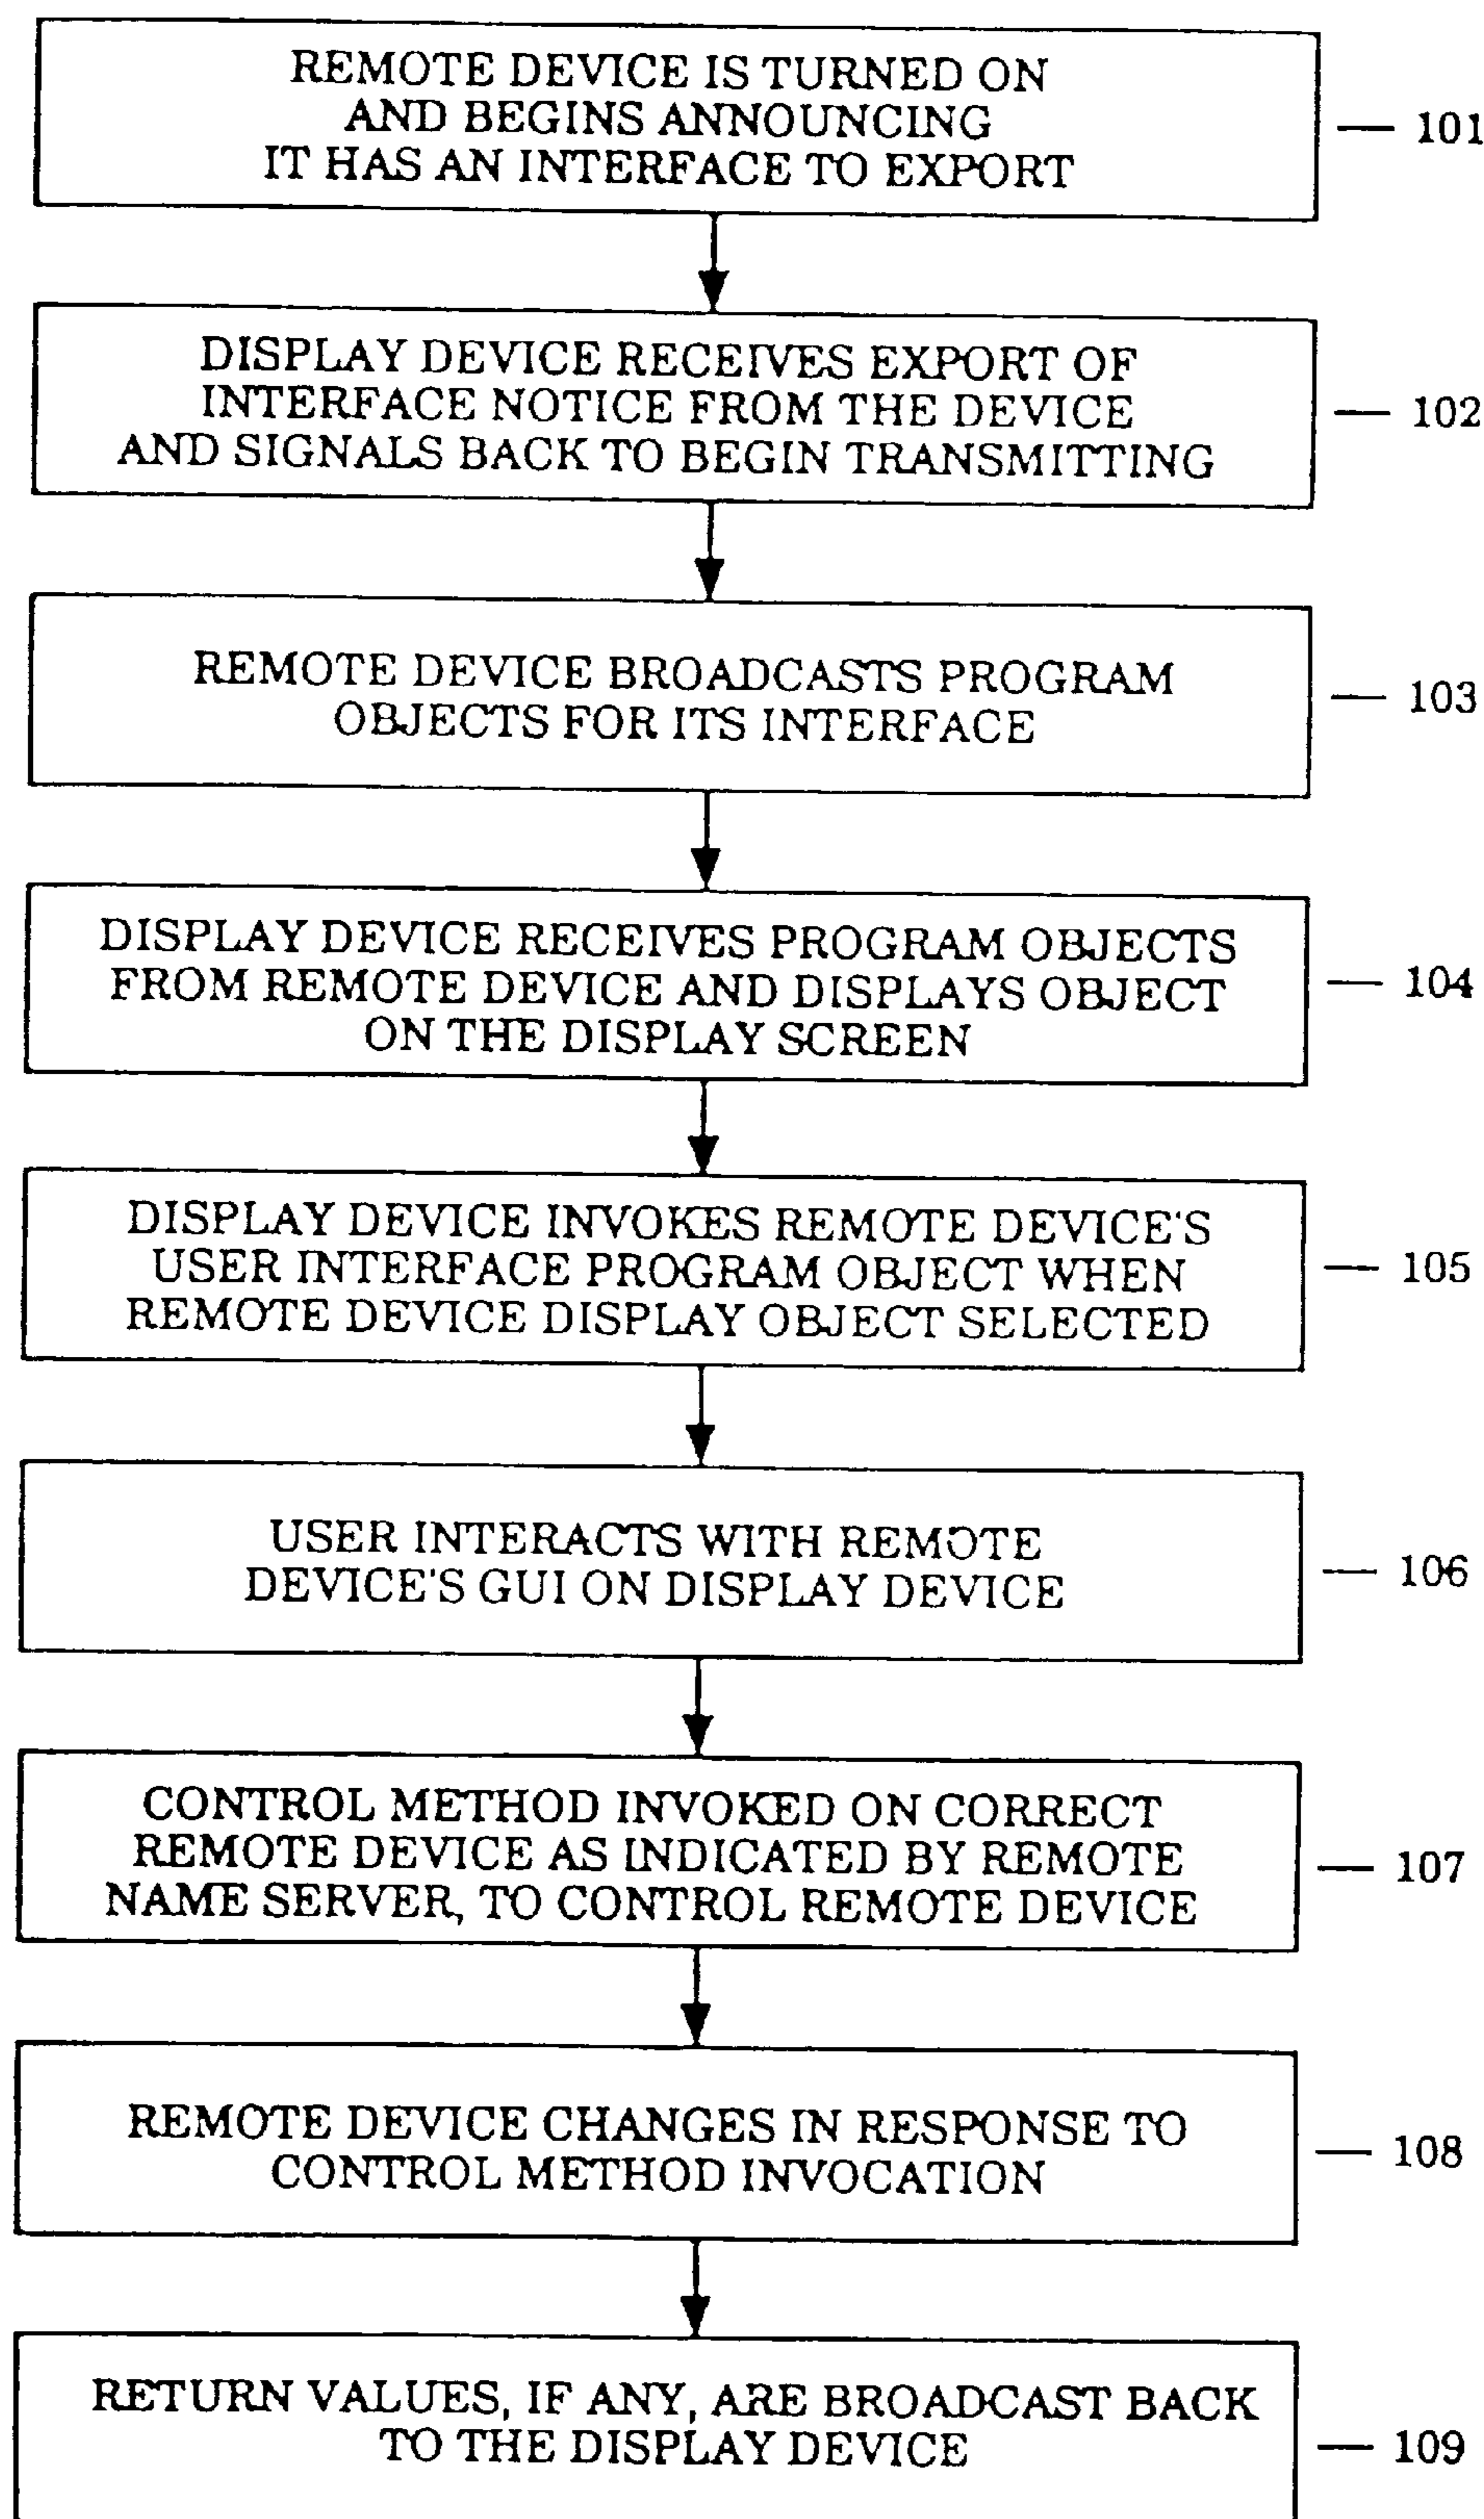 REMOTE DEVICE IS TURNED ON
AND BEGINS ANNOUNCING
IT HAS AN INTERFACE TO EXPORT
101
DISPLAY DEVICE RECEIVES EXPORT OF
INTERFACE NOTICE FROM THE DEVICE
AND SIGNALS BACK TO BEGIN TRANSMITTING
102
REMOTE DEVICE BROADCASTS PROGRAM
OBJECTS FOR ITS INTERFACE
103
DISPLAY DEVICE RECEIVES PROGRAM OBJECTS
FROM REMOTE DEVICE AND DISPLAYS OBJECT
ON THE DISPLAY SCREEN
104
DISPLAY DEVICE INVOKES REMOTE DEVICE'S
USER INTERFACE PROGRAM OBJECT WHEN
REMOTE DEVICE DISPLAY OBJECT SELECTED
105
USER INTERACTS WITH REMOTE
DEVICE'S GUI ON DISPLAY DEVICE
106
CONTROL METHOD INVOKED ON CORRECT
REMOTE DEVICE AS INDICATED BY REMOTE
NAME SERVER, TO CONTROL REMOTE DEVICE
107
REMOTE DEVICE CHANGES IN RESPONSE TO
CONTROL METHOD INVOCATION
108
RETURN VALUES, IF ANY, ARE BROADCAST BACK
TO THE DISPLAY DEVICE
109